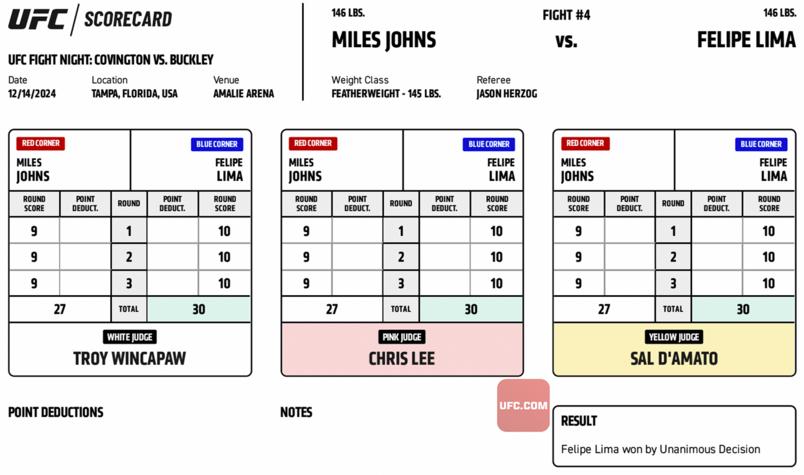 UFC SCORECARD
UFC FIGHT NIGHT: COVINGTON VS. BUCKLEY
Date Location Venue
12/14/2024 TAMPA, FLORIDA, USA AMALIE ARENA
146 LBS. FIGHT #4 146 LBS.
MILES JOHNS vs. FELIPE LIMA
Weight Class Referee
FEATHERWEIGHT - 145 LBS. JASON HERZOG
RED CORNER BLUE CORNER
MILES FELIPE
JOHNS LIMA
ROUND POINT ROUND POINT ROUND
SCORE DEDUCT. DEDUCT. SCORE
9 1 10
9 2 10
9 3 10
27 TOTAL 30
WHITE JUDGE
TROY WINCAPAW
RED CORNER BLUE CORNER
MILES FELIPE
JOHNS LIMA
ROUND POINT ROUND POINT ROUND
SCORE DEDUCT. DEDUCT. SCORE
9 1 10
9 2 10
9 3 10
27 TOTAL 30
PINK JUDGE
CHRIS LEE
RED CORNER BLUE CORNER
MILES FELIPE
JOHNS LIMA
ROUND POINT ROUND POINT ROUND
SCORE DEDUCT. DEDUCT. SCORE
9 1 10
9 2 10
9 3 10
27 TOTAL 30
YELLOW JUDGE
SAL D'AMATO
POINT DEDUCTIONS
NOTES
UFC.COM
RESULT
Felipe Lima won by Unanimous Decision